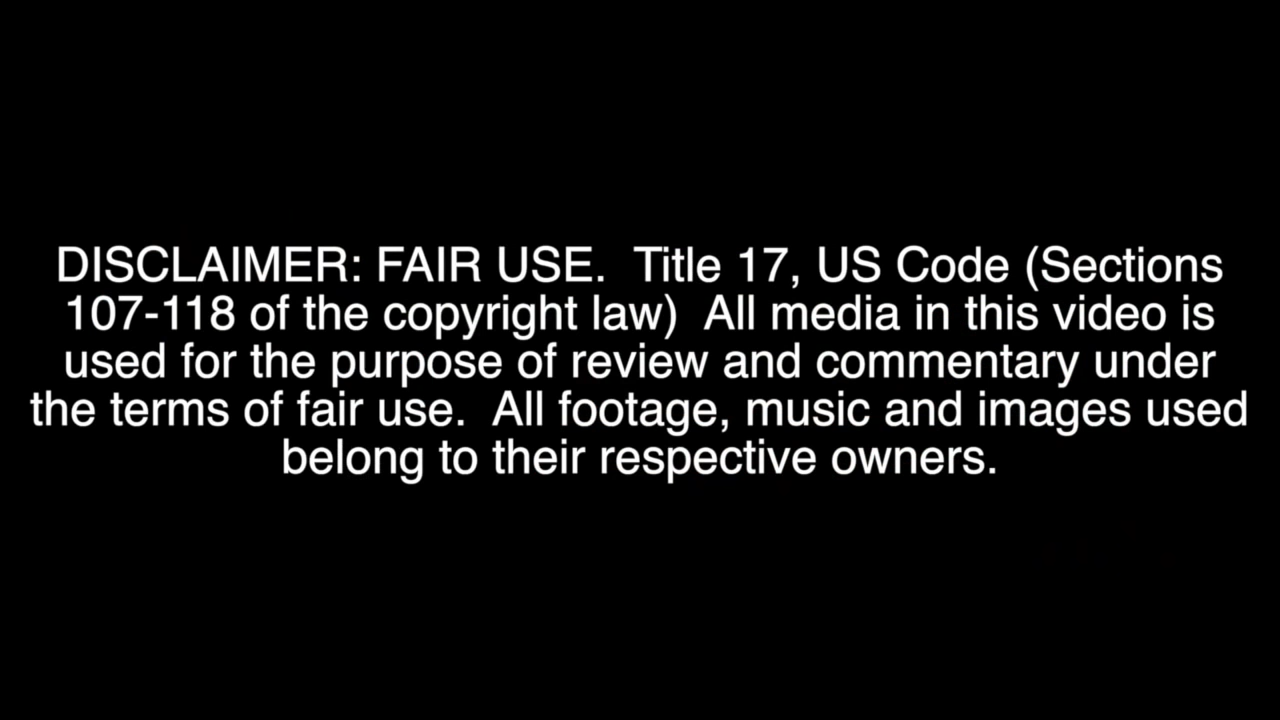 DISCLAIMER: FAIR USE.  Title 17, US Code (Sections
107-118 of the copyright law)  All media in this video is
used for the purpose of review and commentary under
the terms of fair use.  All footage, music and images used
belong to their respective owners.